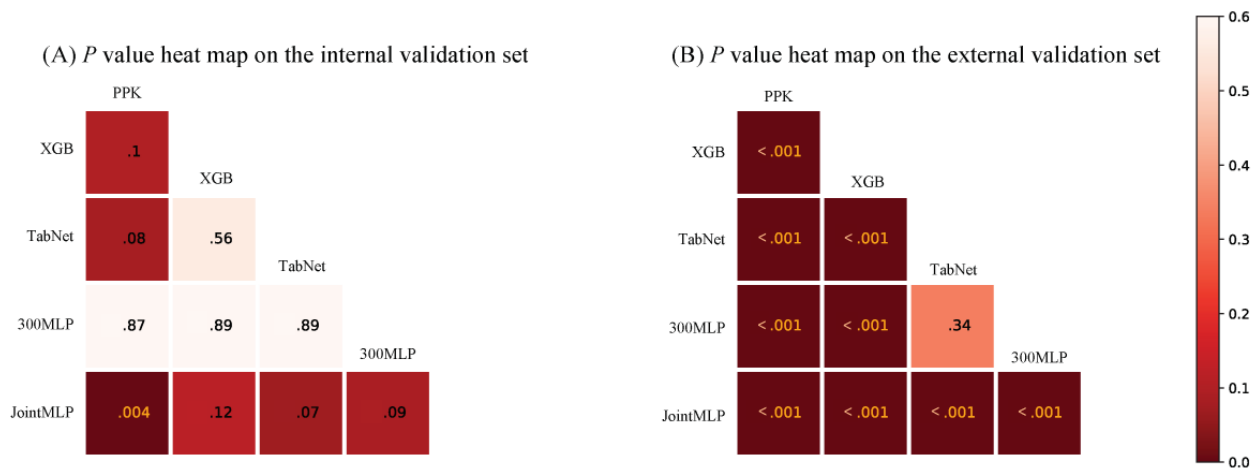 (A) P value heat map on the internal validation set
PPK
XGB .1
XGB
TabNet .08 .56
TabNet
300MLP .87 .89 .89
300MLP
JointMLP .004 .12 .07 .09
(B) P value heat map on the external validation set
PPK
XGB < .001
XGB
TabNet < .001 < .001
TabNet
300MLP < .001 < .001 .34
300MLP
JointMLP < .001 < .001 < .001 < .001
0.6
0.5
0.4
0.3
0.2
0.1
0.0